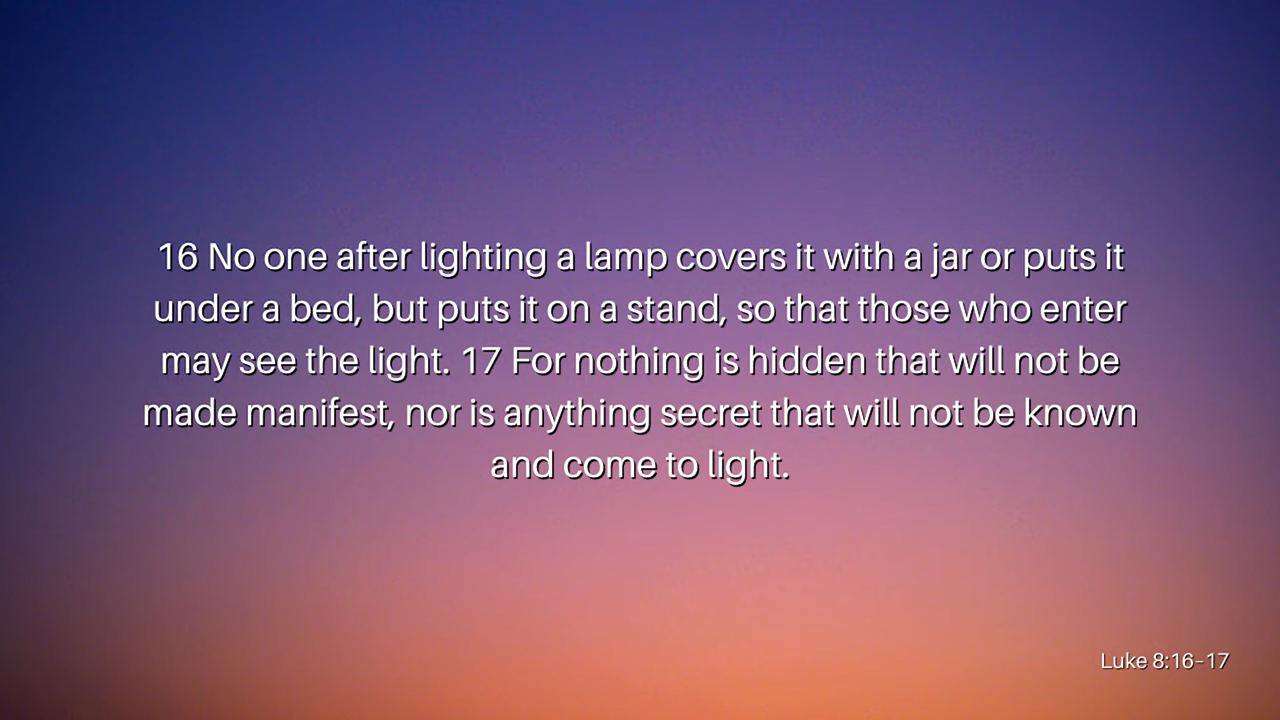 16 No one after lighting a lamp covers it with a jar or puts it
under a bed, but puts it on a stand, so that those who enter
may see the light. 17 For nothing is hidden that will not be
made manifest, nor is anything secret that will not be known
and come to light.
Luke 8:16–17